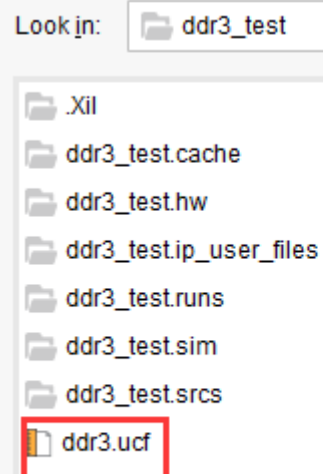 Look in: ddr3_test
.Xil
ddr3_test.cache
ddr3_test.hw
ddr3_test.ip_user_files
ddr3_test.runs
ddr3_test.sim
ddr3_test.srcs
ddr3.ucf